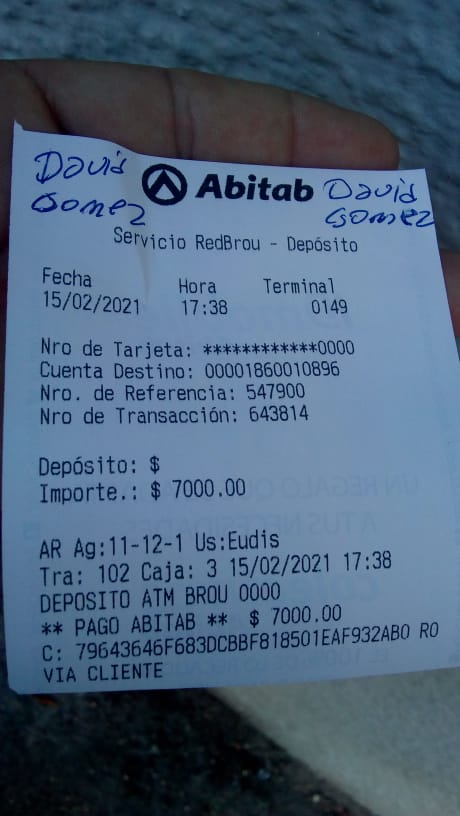 David Gomez
Abitab
David Gomez
Servicio RedBrou - Depósito
Fecha Hora Terminal
15/02/2021 17:38 0149
Nro de Tarjeta: ************0000
Cuenta Destino: 00001860010896
Nro. de Referencia: 547900
Nro de Transacción: 643814
Depósito: $
Importe.: $ 7000.00
AR Ag:11-12-1 Us:Eudis
Tra: 102 Caja: 3 15/02/2021 17:38
DEPOSITO ATM BROU 0000
** PAGO ABITAB ** $ 7000.00
C: 79643646F683DCBBF818501EAF932AB0 RO
VIA CLIENTE